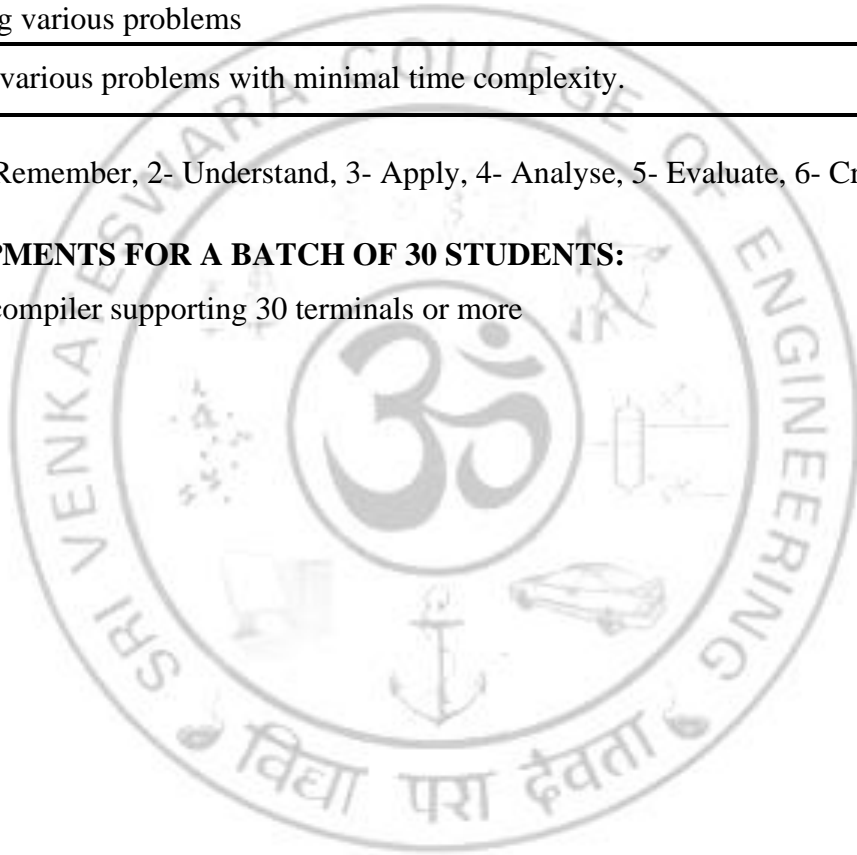 g various problems
various problems with minimal time complexity.
Remember, 2- Understand, 3- Apply, 4- Analyse, 5- Evaluate, 6- Cr
PMENTS FOR A BATCH OF 30 STUDENTS:
compiler supporting 30 terminals or more
SRI VENKATESWARA COLLEGE OF ENGINEERING
ॐ
विद्या परा देवता